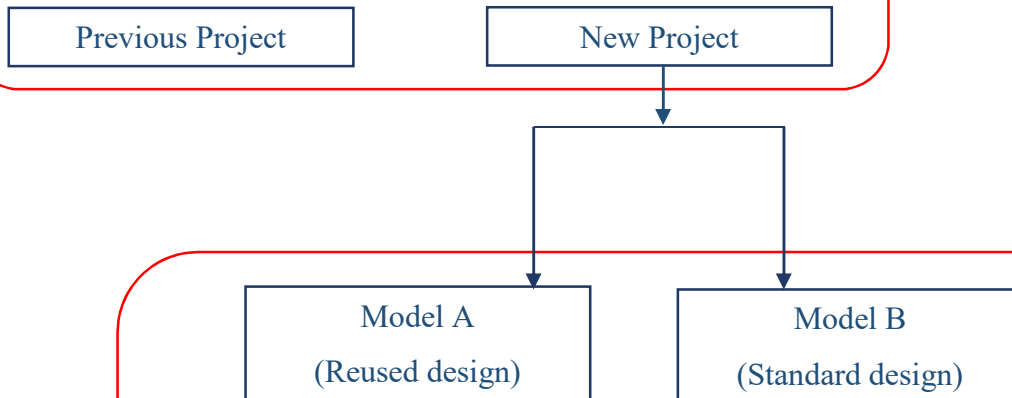 Previous Project
New Project
Model A
(Reused design)
Model B
(Standard design)